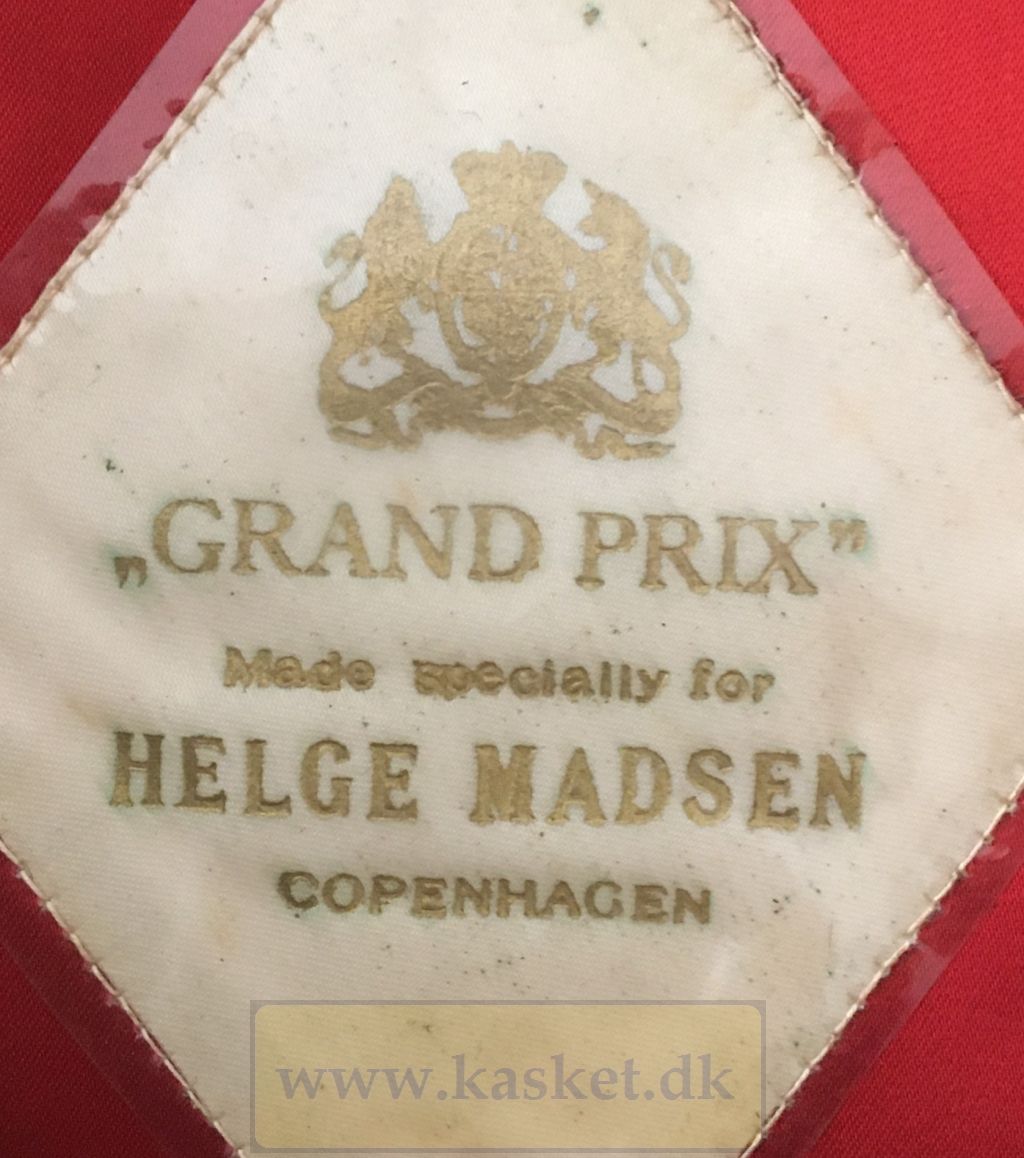 „GRAND PRIX”
Made specially for
HELGE MADSEN
COPENHAGEN
www.kasket.dk